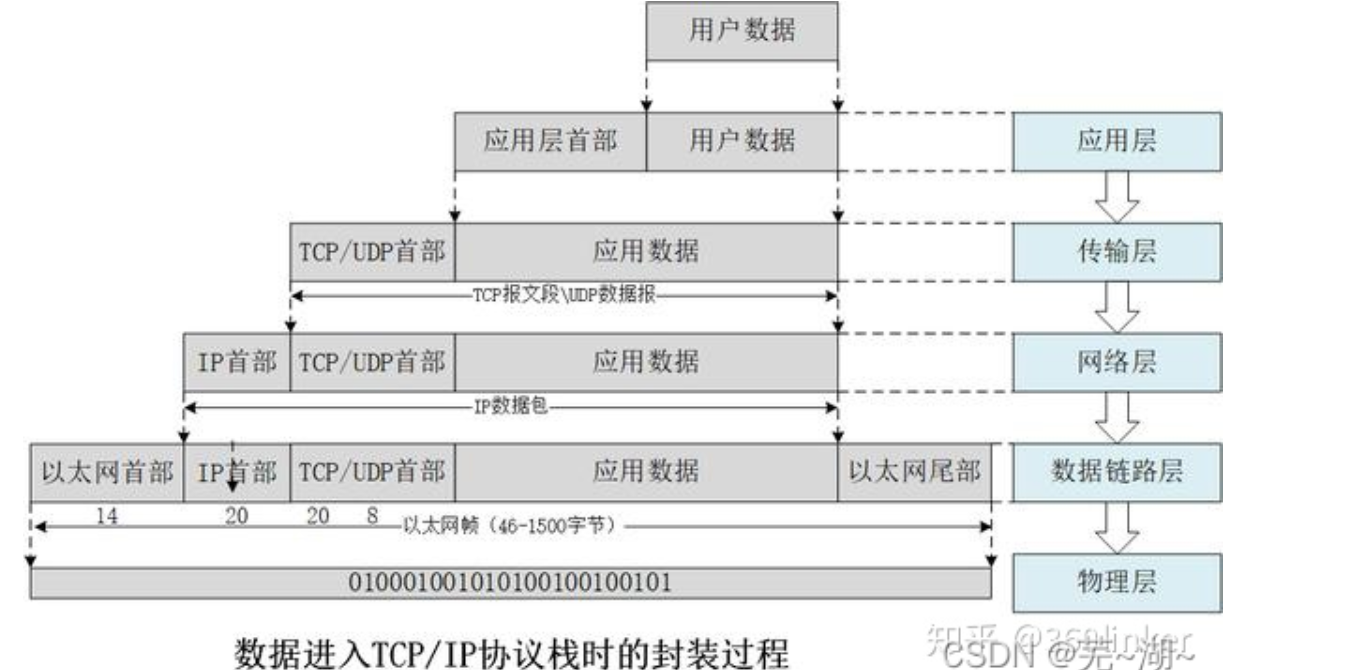 用户数据
应用层首部 用户数据 应用层
TCP/UDP首部 应用数据 传输层
TCP报文段\UDP数据报
IP首部 TCP/UDP首部 应用数据 网络层
IP数据包
以太网首部 IP首部 TCP/UDP首部 应用数据 以太网尾部 数据链路层
14 20 20 8
以太网帧（46-1500字节）
010001001010100100100101 物理层
数据进入TCP/IP协议栈时的封装过程
知乎 @369linker
CSDN @芜~湖~